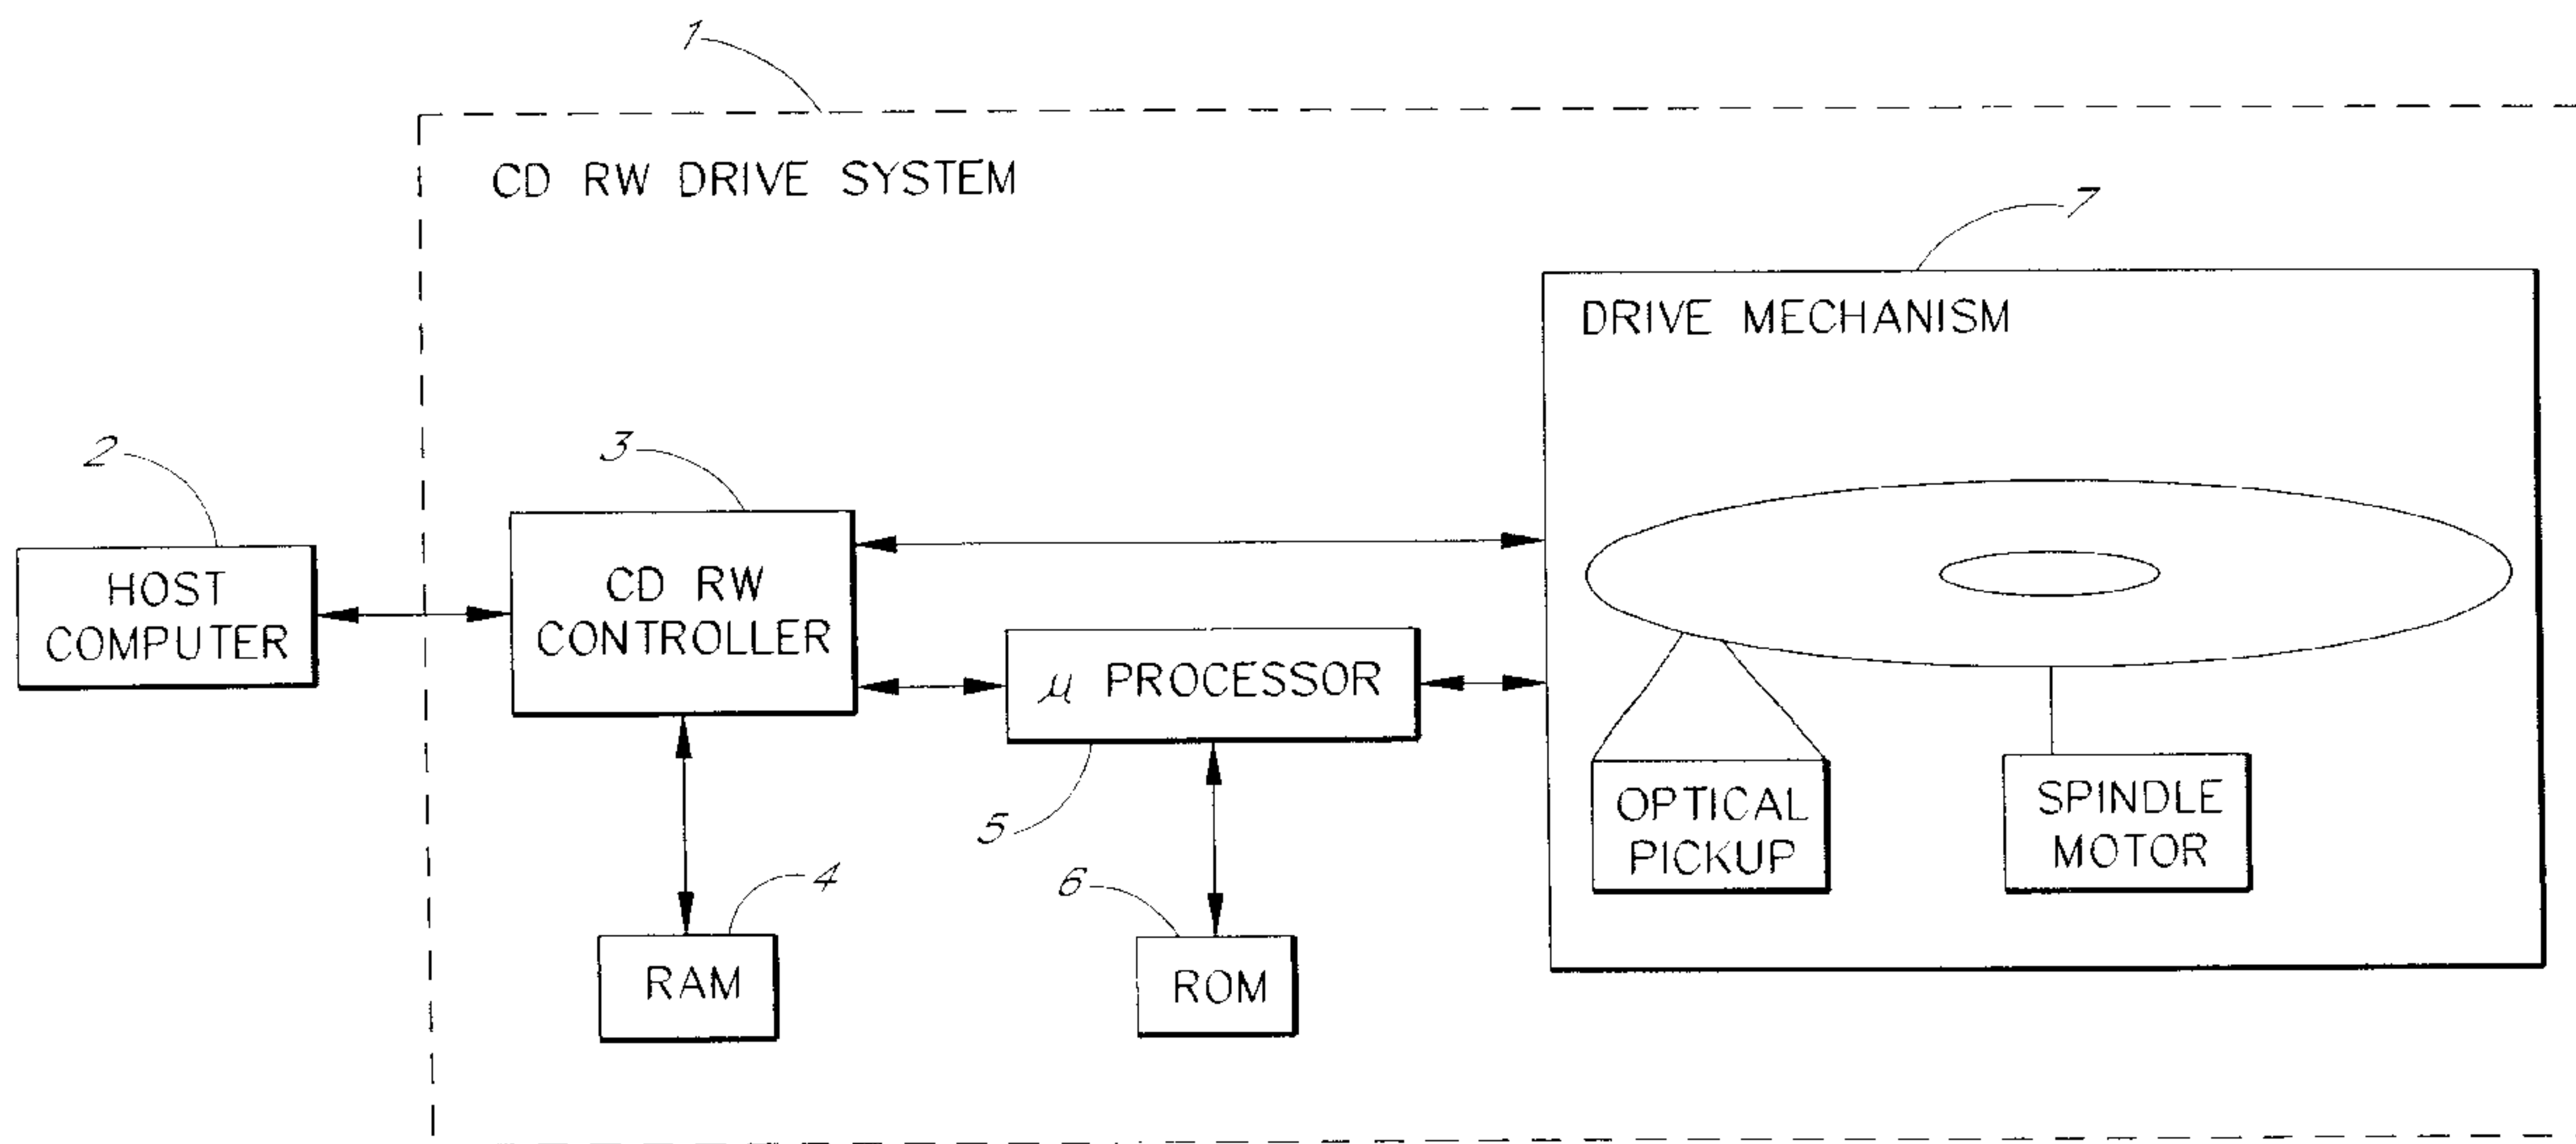 1
CD RW DRIVE SYSTEM
7
DRIVE MECHANISM
2
3
HOST
COMPUTER
CD RW
CONTROLLER
µ PROCESSOR
OPTICAL
PICKUP
SPINDLE
MOTOR
5
4
6
RAM
ROM